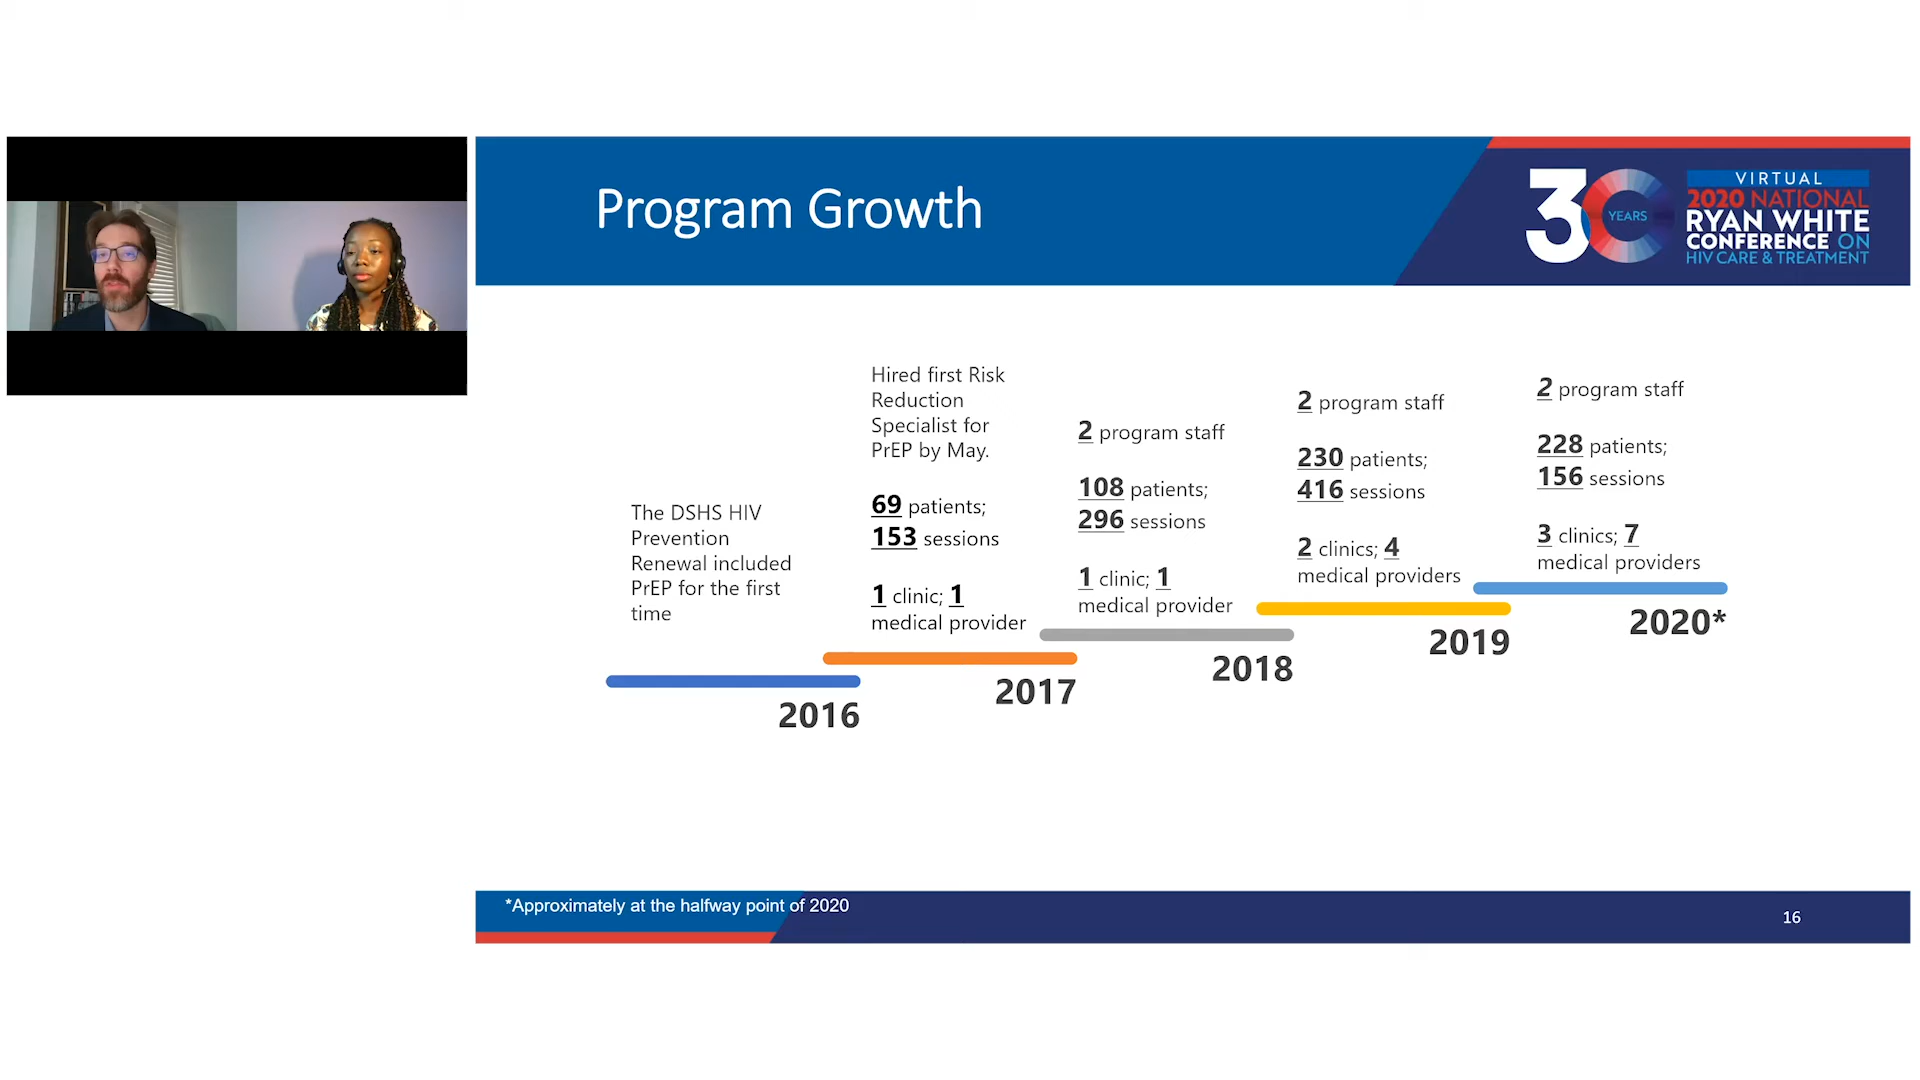 Program Growth
30
YEARS
VIRTUAL
2020 NATIONAL
RYAN WHITE
CONFERENCE ON
HIV CARE & TREATMENT
The DSHS HIV
Prevention
Renewal included
PrEP for the first
time
2016
Hired first Risk
Reduction
Specialist for
PrEP by May.
69 patients;
153 sessions
1 clinic; 1
medical provider
2017
2 program staff
108 patients;
296 sessions
1 clinic; 1
medical provider
2018
2 program staff
230 patients;
416 sessions
2 clinics; 4
medical providers
2019
2 program staff
228 patients;
156 sessions
3 clinics; 7
medical providers
2020*
*Approximately at the halfway point of 2020
16